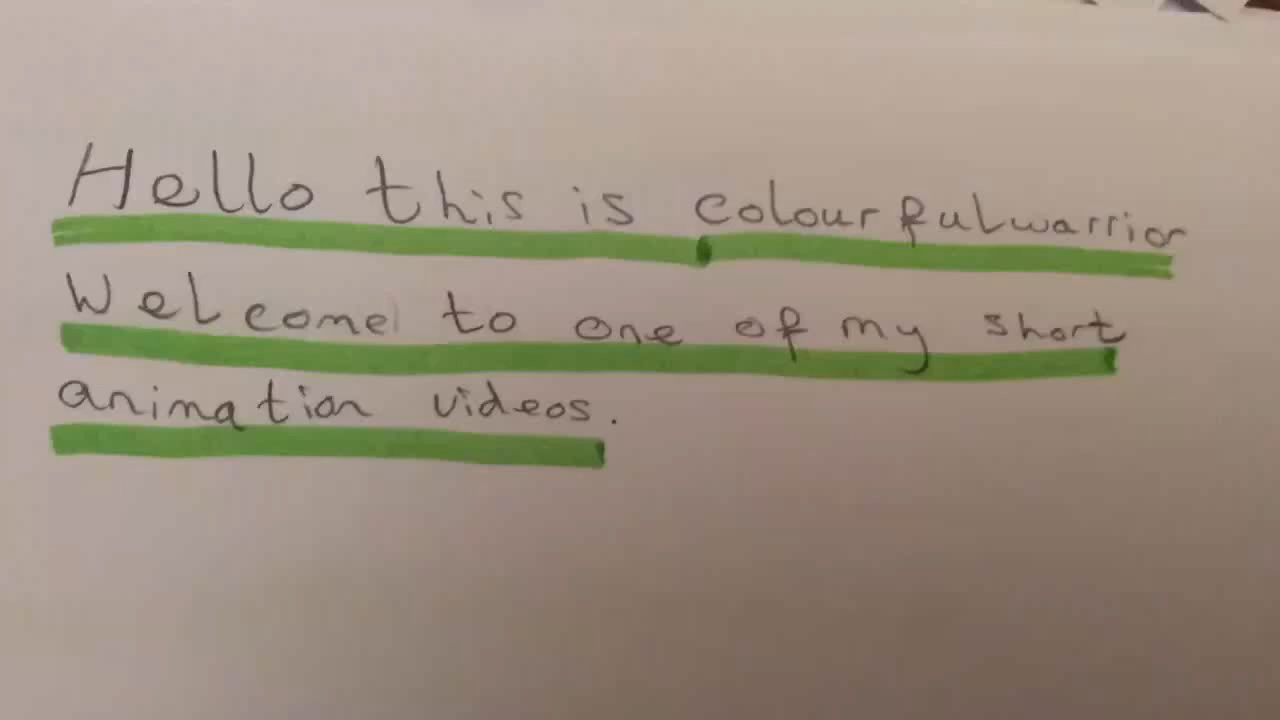 Hello this is colourfulwarrior
Welcome to one of my short
animation videos.